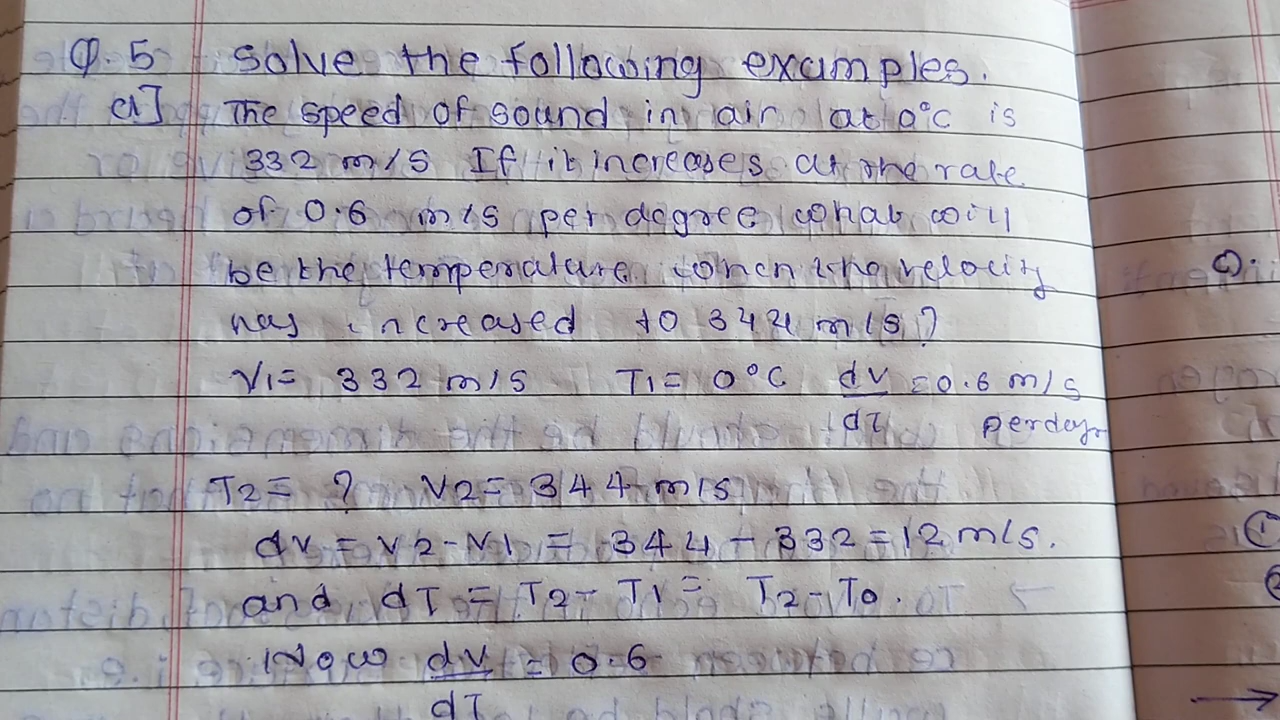 Q.5 Solve the following examples.
a] The speed of sound in air at 0°C is
332 m/s If it increases at the rate
of 0.6 m/s per degree what will
be the temperature when the velocity
has increased to 344 m/s?
V1 = 332 m/s T1 = 0°C dv = 0.6 m/s
dT per
T2 = ? V2 = 344 m/s
dv = V2 - V1 = 344 - 332 = 12 m/s.
and dT = T2 - T1 = T2 - T0.
Now dv = 0.6
dT